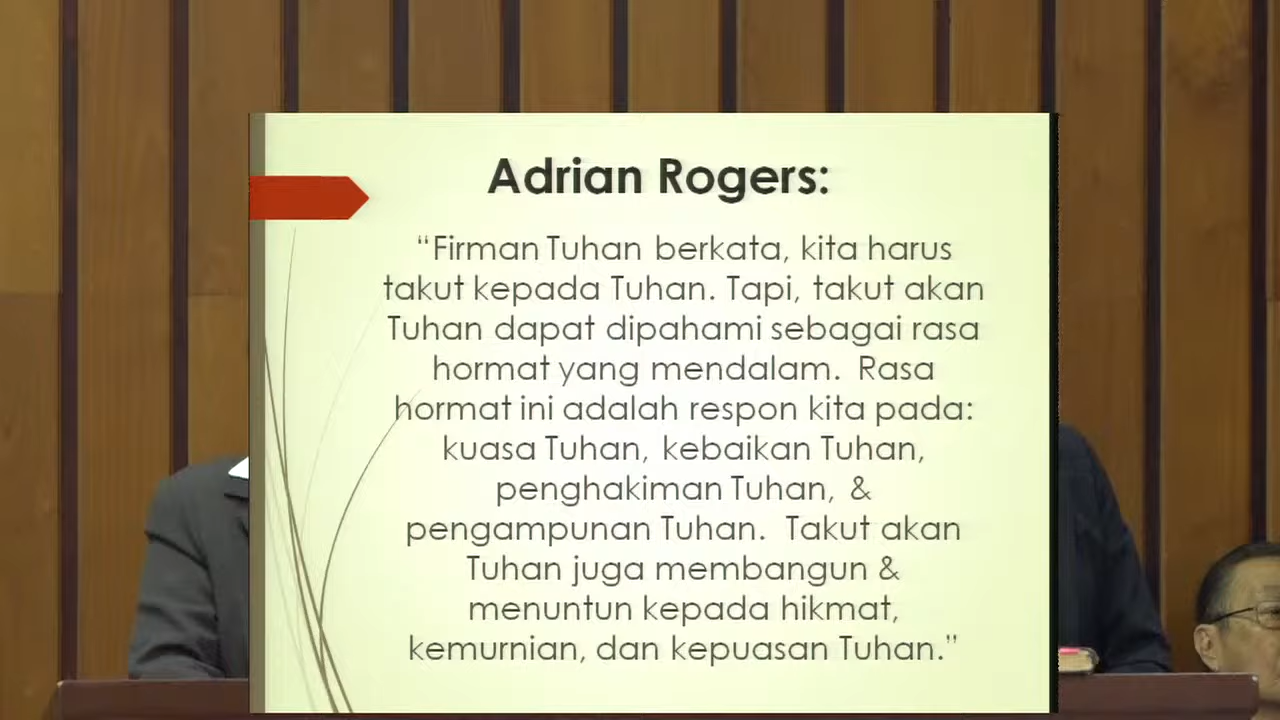 Adrian Rogers:
“Firman Tuhan berkata, kita harus
takut kepada Tuhan. Tapi, takut akan
Tuhan dapat dipahami sebagai rasa
hormat yang mendalam. Rasa
hormat ini adalah respon kita pada:
kuasa Tuhan, kebaikan Tuhan,
penghakiman Tuhan, &
pengampunan Tuhan. Takut akan
Tuhan juga membangun &
menuntun kepada hikmat,
kemurnian, dan kepuasan Tuhan.”